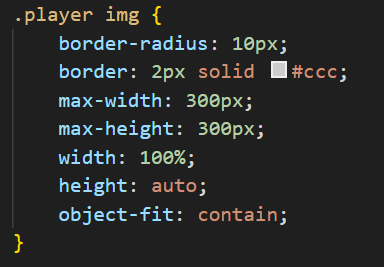 .player img {
    border-radius: 10px;
    border: 2px solid #ccc;
    max-width: 300px;
    max-height: 300px;
    width: 100%;
    height: auto;
    object-fit: contain;
}